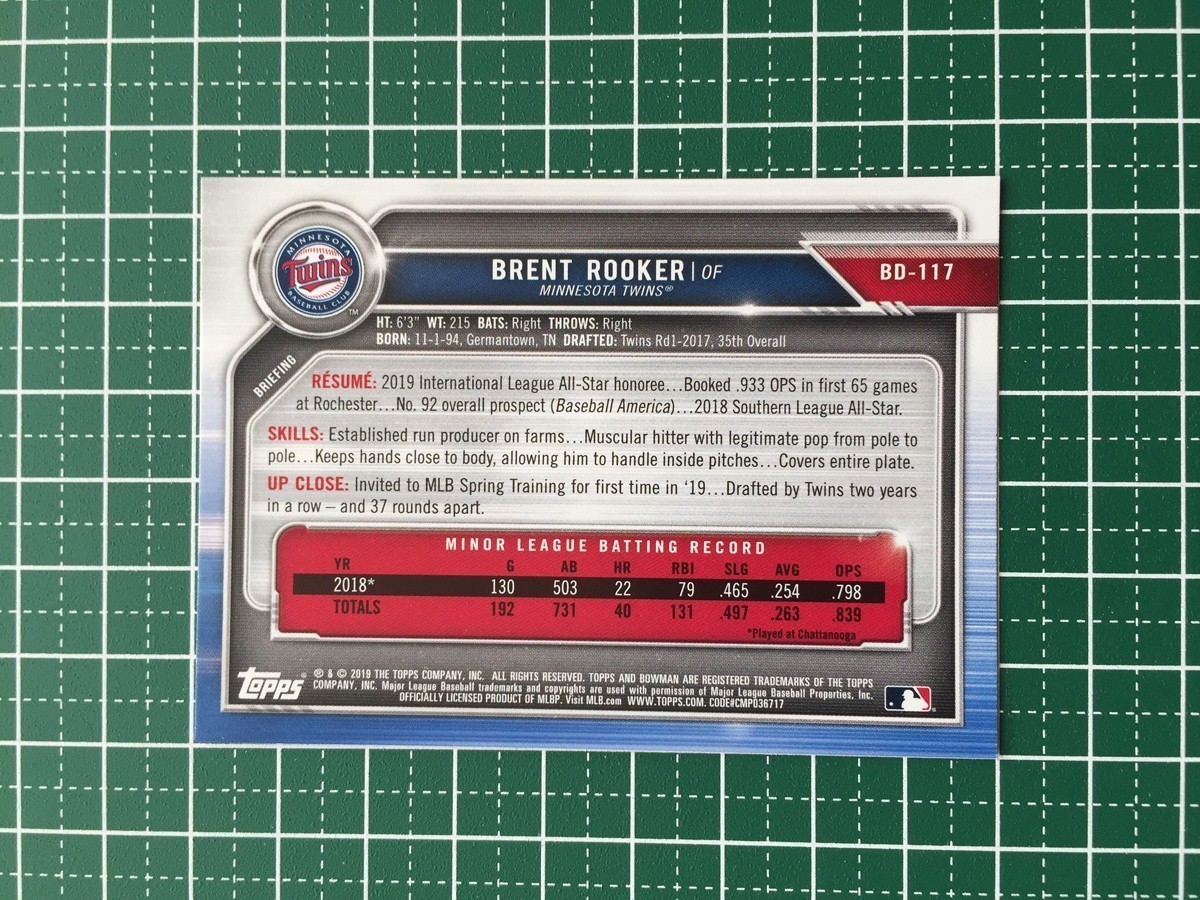 MINNESOTA
Twins
BASEBALL CLUB
™
BRENT ROOKER | OF
MINNESOTA TWINS®
BD-117
HT: 6'3" WT: 215 BATS: Right THROWS: Right
BORN: 11-1-94, Germantown, TN DRAFTED: Twins Rd1-2017, 35th Overall
BRIEFING
RÉSUMÉ: 2019 International League All-Star honoree...Booked .933 OPS in first 65 games
at Rochester...No. 92 overall prospect (Baseball America)...2018 Southern League All-Star.
SKILLS: Established run producer on farms...Muscular hitter with legitimate pop from pole to
pole...Keeps hands close to body, allowing him to handle inside pitches...Covers entire plate.
UP CLOSE: Invited to MLB Spring Training for first time in '19...Drafted by Twins two years
in a row – and 37 rounds apart.
MINOR LEAGUE BATTING RECORD
YR G AB HR RBI SLG AVG OPS
2018* 130 503 22 79 .465 .254 .798
TOTALS 192 731 40 131 .497 .263 .839
*Played at Chattanooga
topps
® & © 2019 THE TOPPS COMPANY, INC. ALL RIGHTS RESERVED. TOPPS AND BOWMAN ARE REGISTERED TRADEMARKS OF THE TOPPS
COMPANY, INC. Major League Baseball trademarks and copyrights are used with permission of Major League Baseball Properties, Inc.
OFFICIALLY LICENSED PRODUCT OF MLBP. Visit MLB.com WWW.TOPPS.COM. CODE#CMP036717